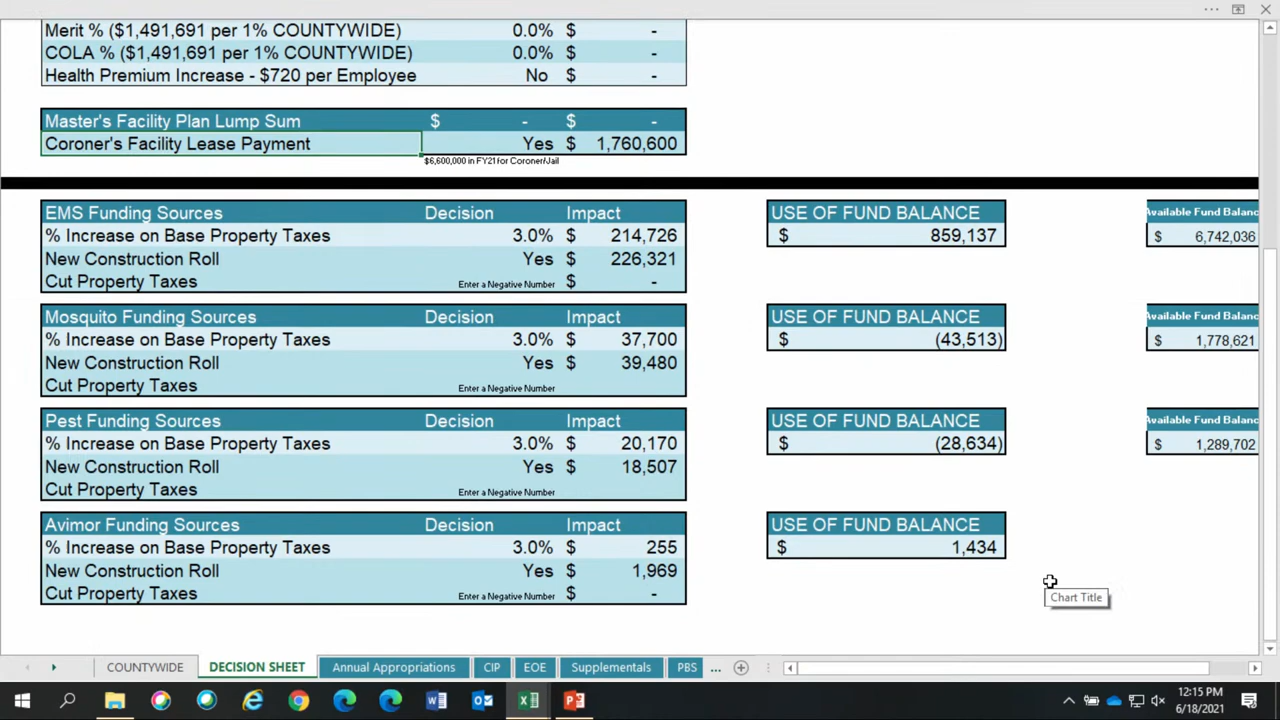 Merit % ($1,491,691 per 1% COUNTYWIDE) 0.0% $ -
COLA % ($1,491,691 per 1% COUNTYWIDE) 0.0% $ -
Health Premium Increase - $720 per Employee No $ -
Master's Facility Plan Lump Sum $ - $ -
Coroner's Facility Lease Payment Yes $ 1,760,600
$6,600,000 in FY21 for Coroner/Jail
EMS Funding Sources Decision Impact USE OF FUND BALANCE Available Fund Balanc
% Increase on Base Property Taxes 3.0% $ 214,726 $ 859,137 $ 6,742,036
New Construction Roll Yes $ 226,321
Cut Property Taxes Enter a Negative Number $ -
Mosquito Funding Sources Decision Impact USE OF FUND BALANCE Available Fund Balanc
% Increase on Base Property Taxes 3.0% $ 37,700 $ (43,513) $ 1,778,621
New Construction Roll Yes $ 39,480
Cut Property Taxes Enter a Negative Number
Pest Funding Sources Decision Impact USE OF FUND BALANCE Available Fund Balanc
% Increase on Base Property Taxes 3.0% $ 20,170 $ (28,634) $ 1,289,702
New Construction Roll Yes $ 18,507
Cut Property Taxes Enter a Negative Number
Avimor Funding Sources Decision Impact USE OF FUND BALANCE
% Increase on Base Property Taxes 3.0% $ 255 $ 1,434
New Construction Roll Yes $ 1,969
Cut Property Taxes Enter a Negative Number $ -
Chart Title
COUNTYWIDE DECISION SHEET Annual Appropriations CIP EOE Supplementals PBS ...
12:15 PM
6/18/2021